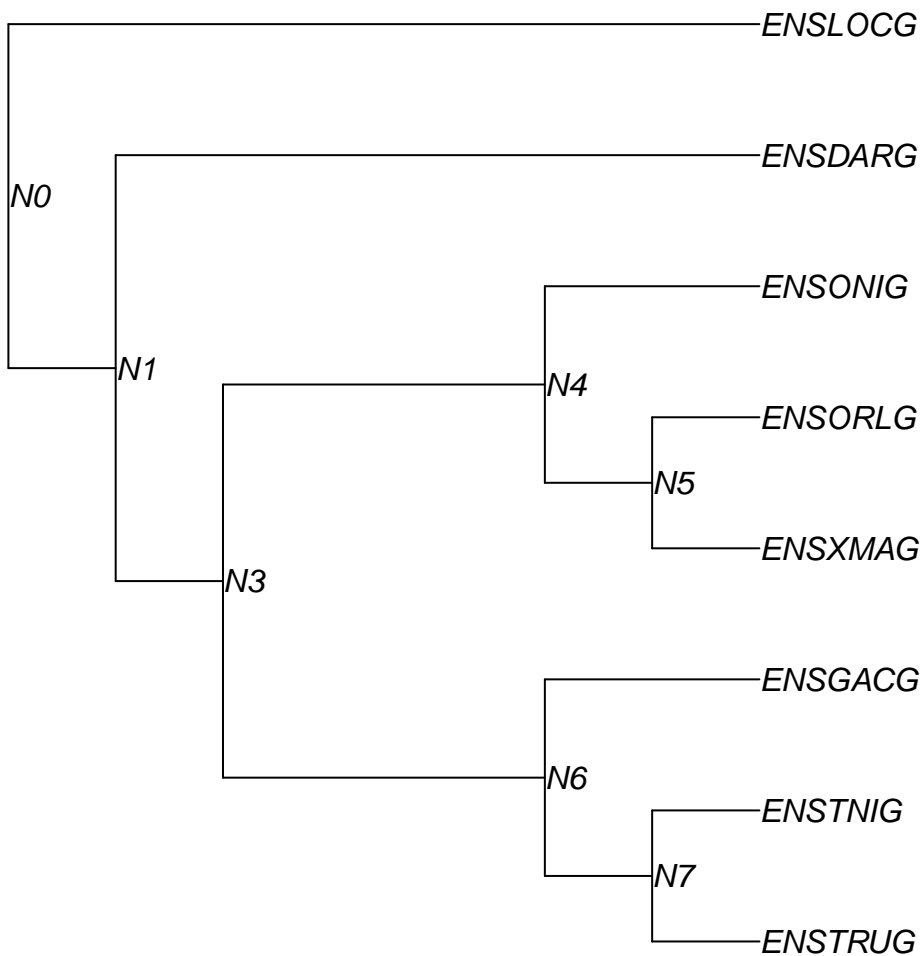 ENSLOCG
ENSDARG
N0
ENSONIG
N1
N4
ENSORLG
N5
ENSXMAG
N3
ENSGACG
N6
ENSTNIG
N7
ENSTRUG